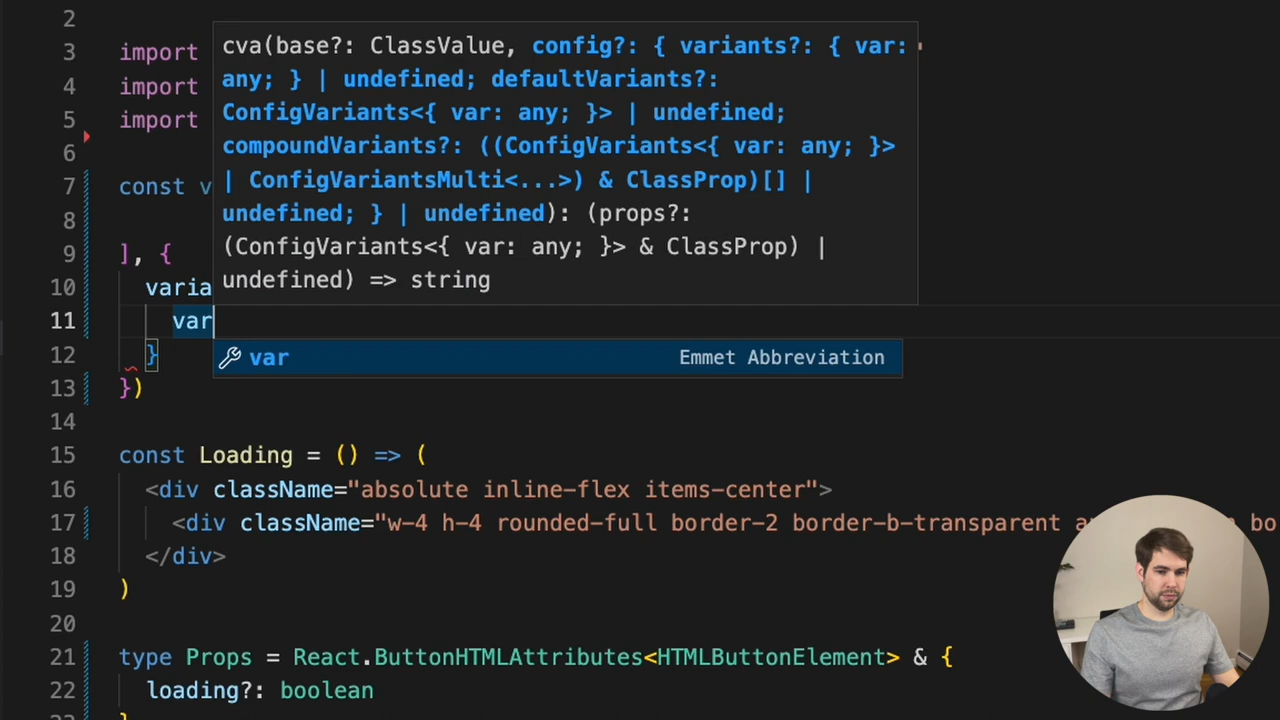 2
3 import
4 import
5 import
6
7 const v
8
9 ], {
10 varia
11 var
12 }
13 })
14
15 const Loading = () => (
16 <div className="absolute inline-flex items-center">
17 <div className="w-4 h-4 rounded-full border-2 border-b-transparent
18 </div>
19 )
20
21 type Props = React.ButtonHTMLAttributes<HTMLButtonElement> & {
22 loading?: boolean
cva(base?: ClassValue, config?: { variants?: { var:
any; } | undefined; defaultVariants?:
ConfigVariants<{ var: any; }> | undefined;
compoundVariants?: ((ConfigVariants<{ var: any; }>
| ConfigVariantsMulti<...>) & ClassProp)[] |
undefined; } | undefined): (props?:
(ConfigVariants<{ var: any; }> & ClassProp) |
undefined) => string
var Emmet Abbreviation